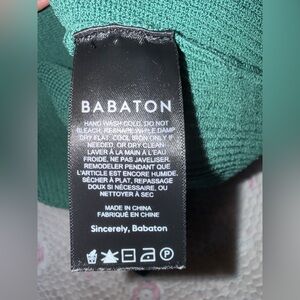 BABATON
HAND WASH COLD, DO NOT
BLEACH, RESHAPE WHILE DAMP
DRY FLAT, COOL IRON ONLY IF
NEEDED, OR DRY CLEAN
LAVER À LA MAIN À L'EAU
FROIDE, NE PAS JAVELISER.
REMODELER PENDANT QUE
L'ARTICLE EST ENCORE HUMIDE.
SÉCHER À PLAT, REPASSAGE
DOUX SI NÉCESSAIRE, OU
NETTOYER À SEC
MADE IN CHINA
FABRIQUÉ EN CHINE
Sincerely, Babaton